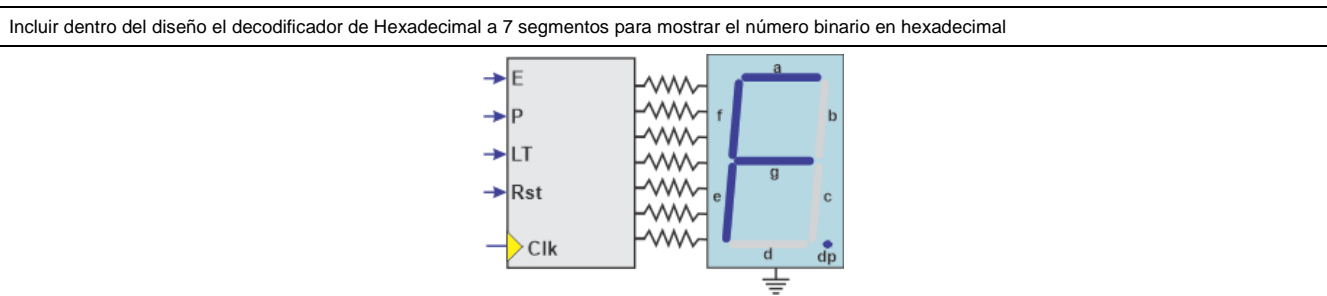 Incluir dentro del diseño el decodificador de Hexadecimal a 7 segmentos para mostrar el número binario en hexadecimal
a
E
P
f
b
LT
g
Rst
e
c
Clk
d
dp